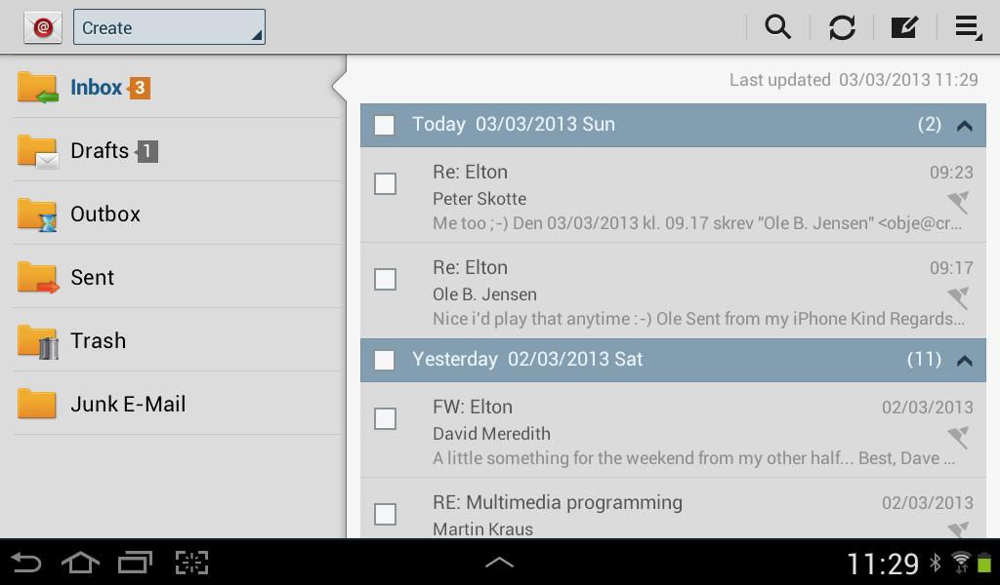 @
Create
Inbox 3
Drafts 1
Outbox
Sent
Trash
Junk E-Mail
Last updated 03/03/2013 11:29
Today 03/03/2013 Sun (2)
Re: Elton 09:23
Peter Skotte
Me too ;-) Den 03/03/2013 kl. 09.17 skrev "Ole B. Jensen" <obje@cr...
Re: Elton 09:17
Ole B. Jensen
Nice i'd play that anytime :-) Ole Sent from my iPhone Kind Regards...
Yesterday 02/03/2013 Sat (11)
FW: Elton 02/03/2013
David Meredith
A little something for the weekend from my other half... Best, Dave ...
RE: Multimedia programming 02/03/2013
Martin Kraus
11:29